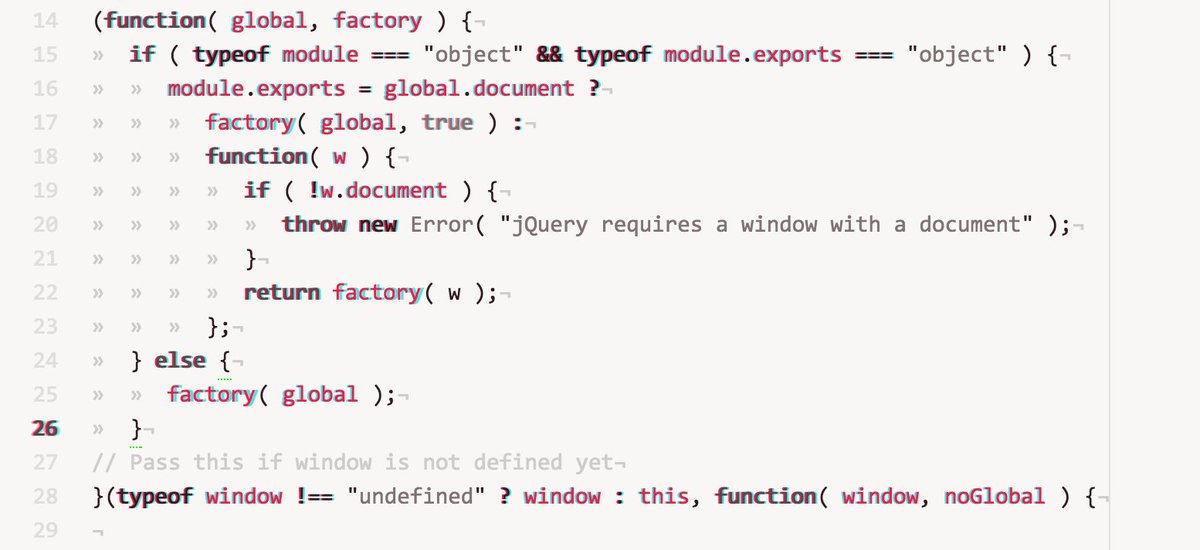 14 (function( global, factory ) {¬
15 » if ( typeof module === "object" && typeof module.exports === "object" ) {¬
16 » » module.exports = global.document ?¬
17 » » » factory( global, true ) :¬
18 » » » function( w ) {¬
19 » » » » if ( !w.document ) {¬
20 » » » » » throw new Error( "jQuery requires a window with a document" );¬
21 » » » » }¬
22 » » » » return factory( w );¬
23 » » » };¬
24 » } else {¬
25 » » factory( global );¬
26 » }¬
27 // Pass this if window is not defined yet¬
28 }(typeof window !== "undefined" ? window : this, function( window, noGlobal ) {¬
29 ¬